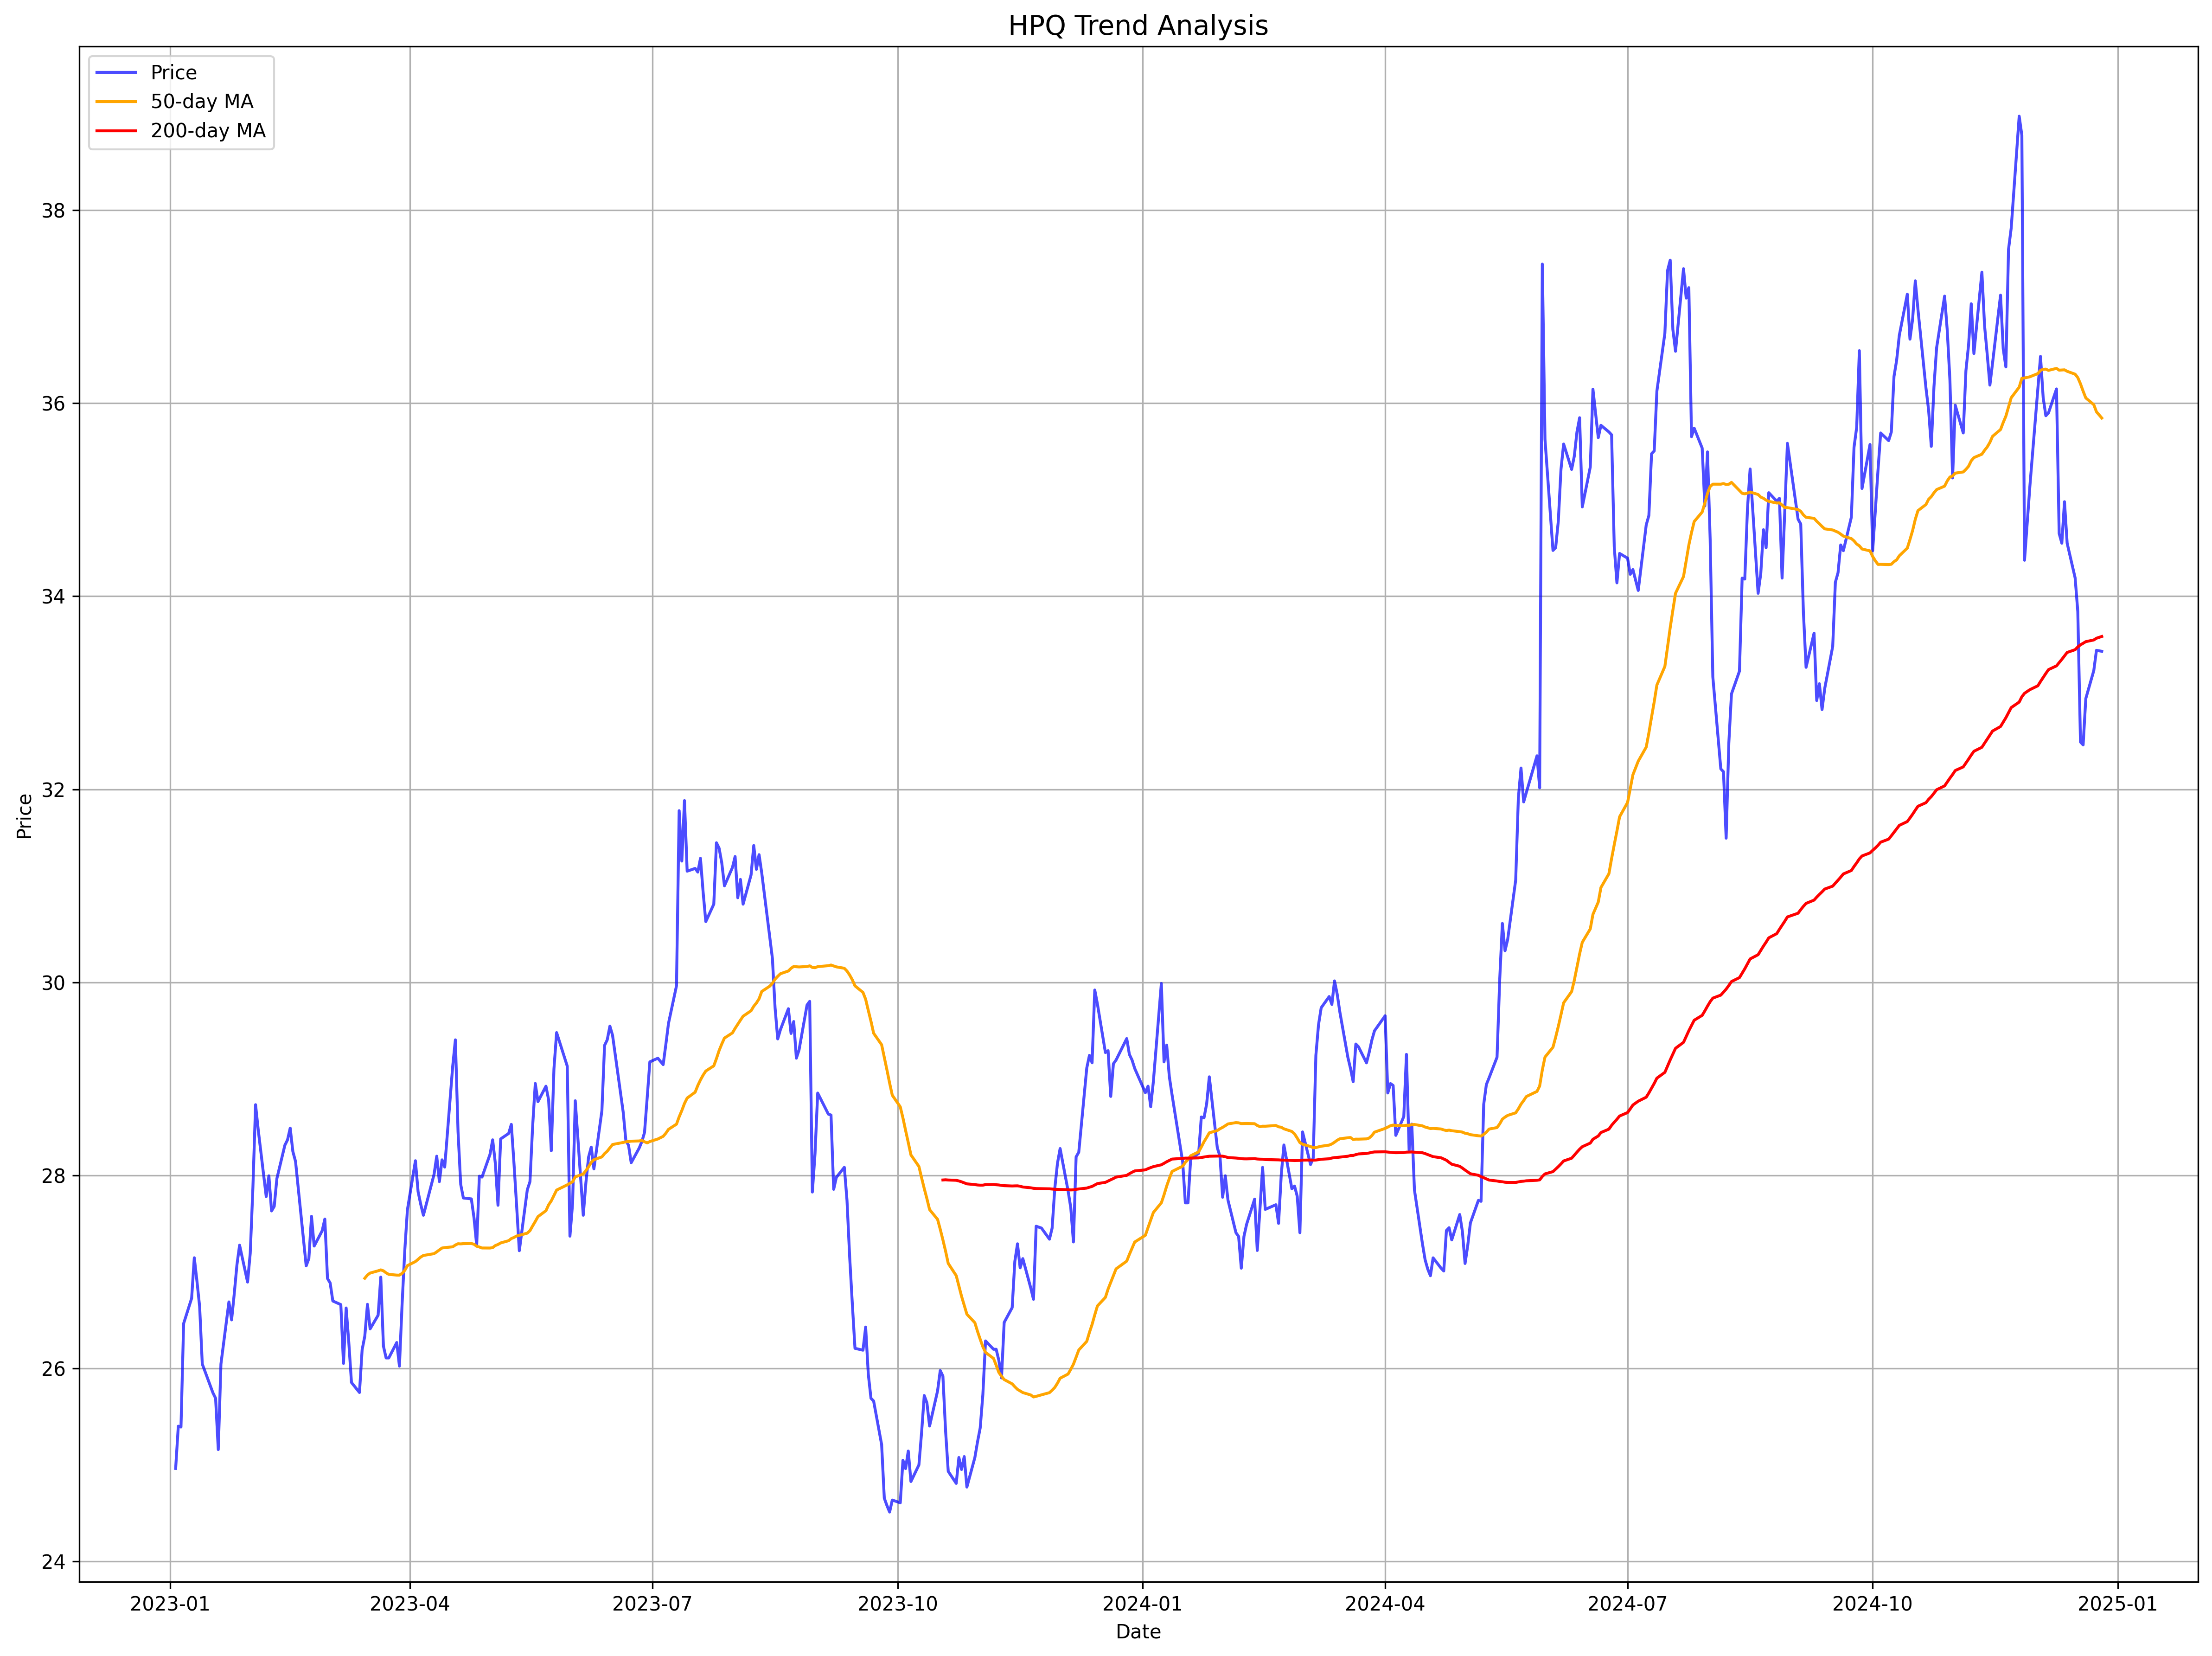 HPQ Trend Analysis
Price
50-day MA
200-day MA
38
36
34
32
30
28
26
24
Price
2023-01
2023-04
2023-07
2023-10
2024-01
2024-04
2024-07
2024-10
2025-01
Date